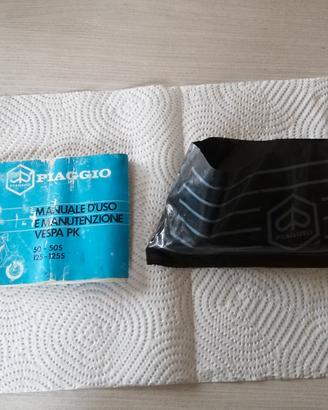 PIAGGIO
MANUALE D'USO
E MANUTENZIONE
VESPA PK
50 - 50S
125 - 125S